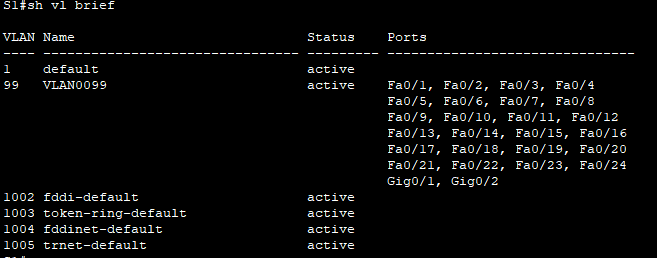 S1#sh vl brief
VLAN Name                             Status    Ports
---- -------------------------------- --------- -------------------------------
1    default                          active
99   VLAN0099                         active    Fa0/1, Fa0/2, Fa0/3, Fa0/4
                                                Fa0/5, Fa0/6, Fa0/7, Fa0/8
                                                Fa0/9, Fa0/10, Fa0/11, Fa0/12
                                                Fa0/13, Fa0/14, Fa0/15, Fa0/16
                                                Fa0/17, Fa0/18, Fa0/19, Fa0/20
                                                Fa0/21, Fa0/22, Fa0/23, Fa0/24
                                                Gig0/1, Gig0/2
1002 fddi-default                     active
1003 token-ring-default               active
1004 fddinet-default                  active
1005 trnet-default                    active
S1#